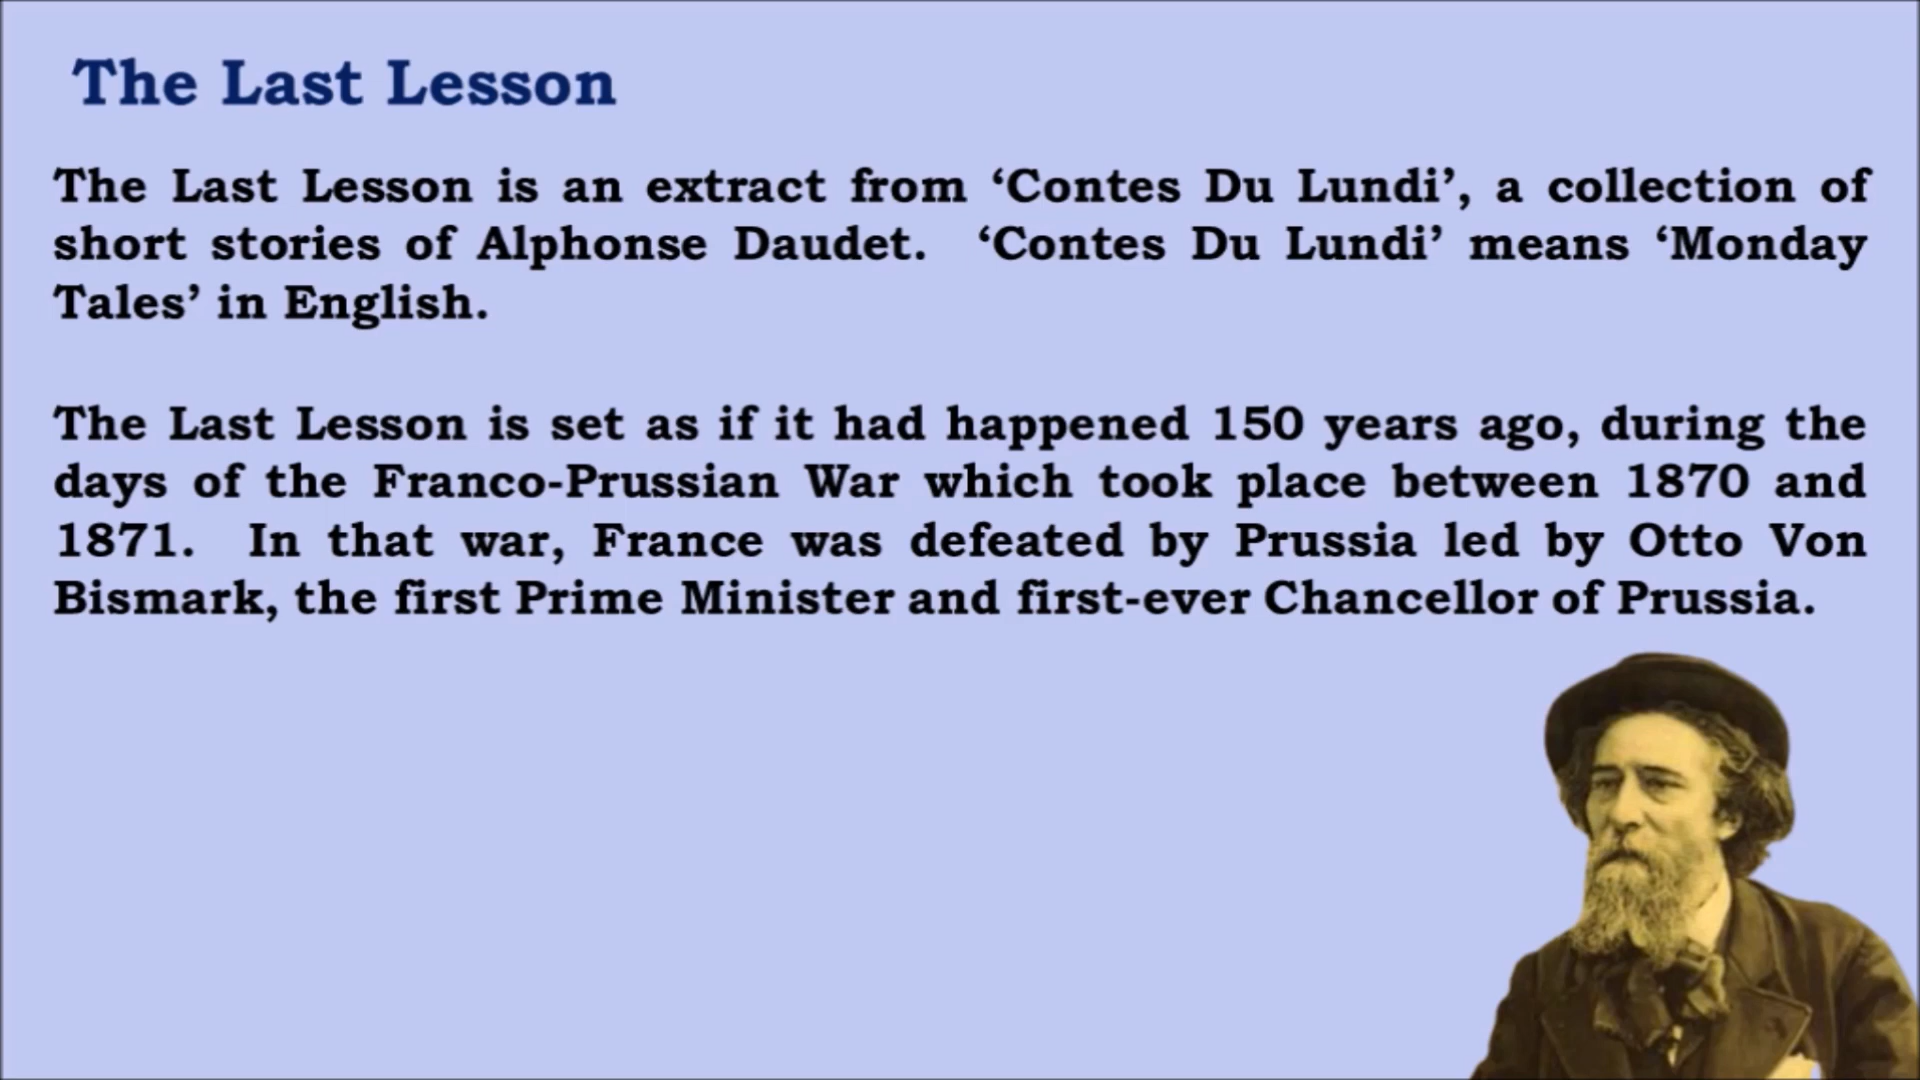 The Last Lesson
The Last Lesson is an extract from ‘Contes Du Lundi’, a collection of
short stories of Alphonse Daudet. ‘Contes Du Lundi’ means ‘Monday
Tales’ in English.
The Last Lesson is set as if it had happened 150 years ago, during the
days of the Franco-Prussian War which took place between 1870 and
1871. In that war, France was defeated by Prussia led by Otto Von
Bismark, the first Prime Minister and first-ever Chancellor of Prussia.